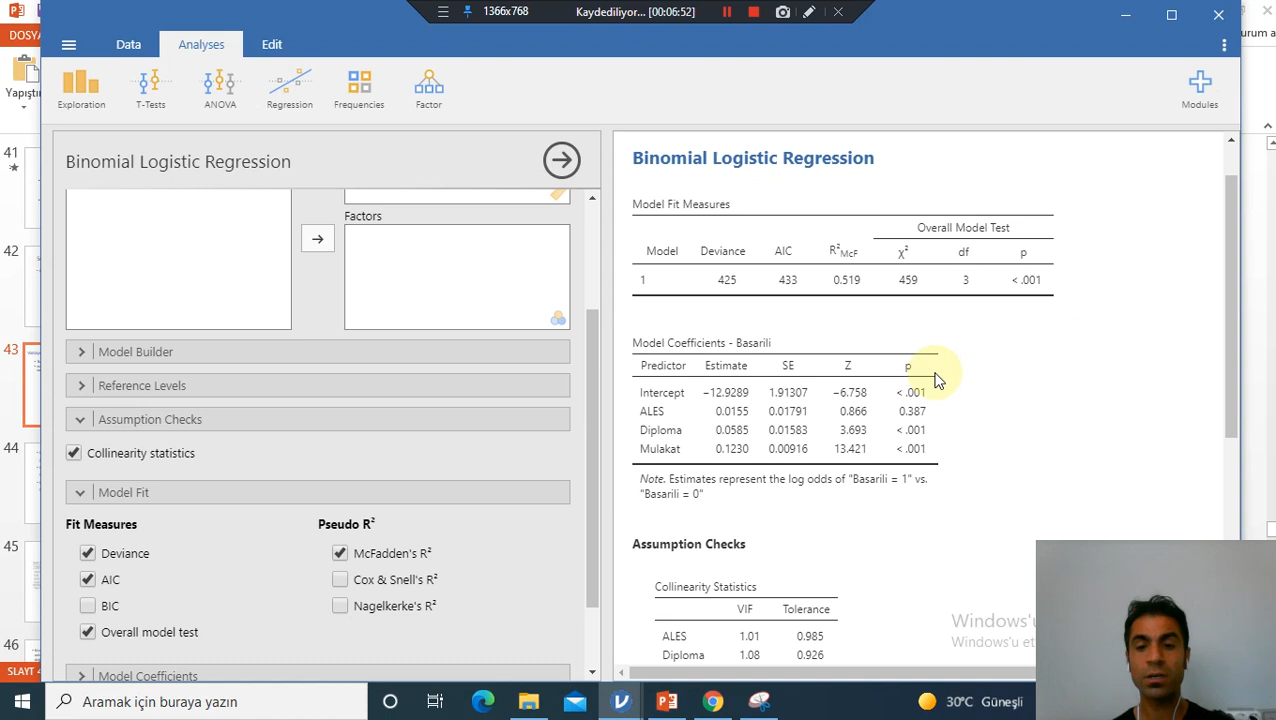 1366x768 Kaydediliyor... [00:06:52]
DOSYA
urum a
Data Analyses Edit
Yapıştır
Exploration T-Tests ANOVA Regression Frequencies Factor Modules
41
42
43
44
45
46
SLAYT 4
Binomial Logistic Regression
Factors
Model Builder
Reference Levels
Assumption Checks
Collinearity statistics
Model Fit
Fit Measures Pseudo R²
Deviance McFadden's R²
AIC Cox & Snell's R²
BIC Nagelkerke's R²
Overall model test
Model Coefficients
Binomial Logistic Regression
Model Fit Measures
Overall Model Test
Model Deviance AIC R²McF χ² df p
1 425 433 0.519 459 3 < .001
Model Coefficients - Basarili
Predictor Estimate SE Z p
Intercept −12.9289 1.91307 −6.758 < .001
ALES 0.0155 0.01791 0.866 0.387
Diploma 0.0585 0.01583 3.693 < .001
Mulakat 0.1230 0.00916 13.421 < .001
Note. Estimates represent the log odds of "Basarili = 1" vs.
"Basarili = 0"
Assumption Checks
Collinearity Statistics
VIF Tolerance
ALES 1.01 0.985
Diploma 1.08 0.926
Windows'u
Windows'u et
Aramak için buraya yazın
30°C Güneşli